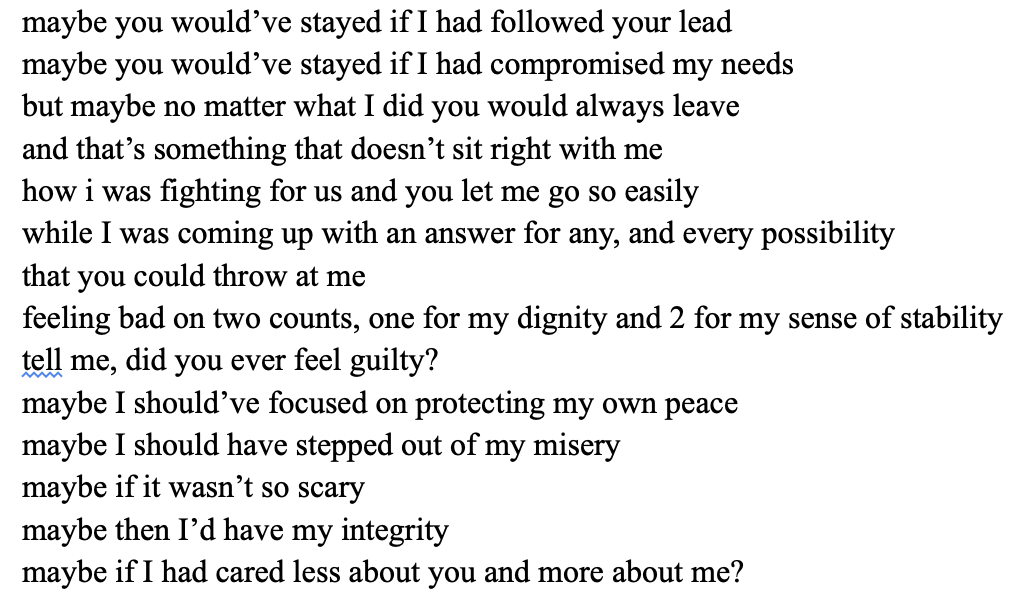 maybe you would’ve stayed if I had followed your lead
maybe you would’ve stayed if I had compromised my needs
but maybe no matter what I did you would always leave
and that’s something that doesn’t sit right with me
how i was fighting for us and you let me go so easily
while I was coming up with an answer for any, and every possibility
that you could throw at me
feeling bad on two counts, one for my dignity and 2 for my sense of stability
tell me, did you ever feel guilty?
maybe I should’ve focused on protecting my own peace
maybe I should have stepped out of my misery
maybe if it wasn’t so scary
maybe then I’d have my integrity
maybe if I had cared less about you and more about me?